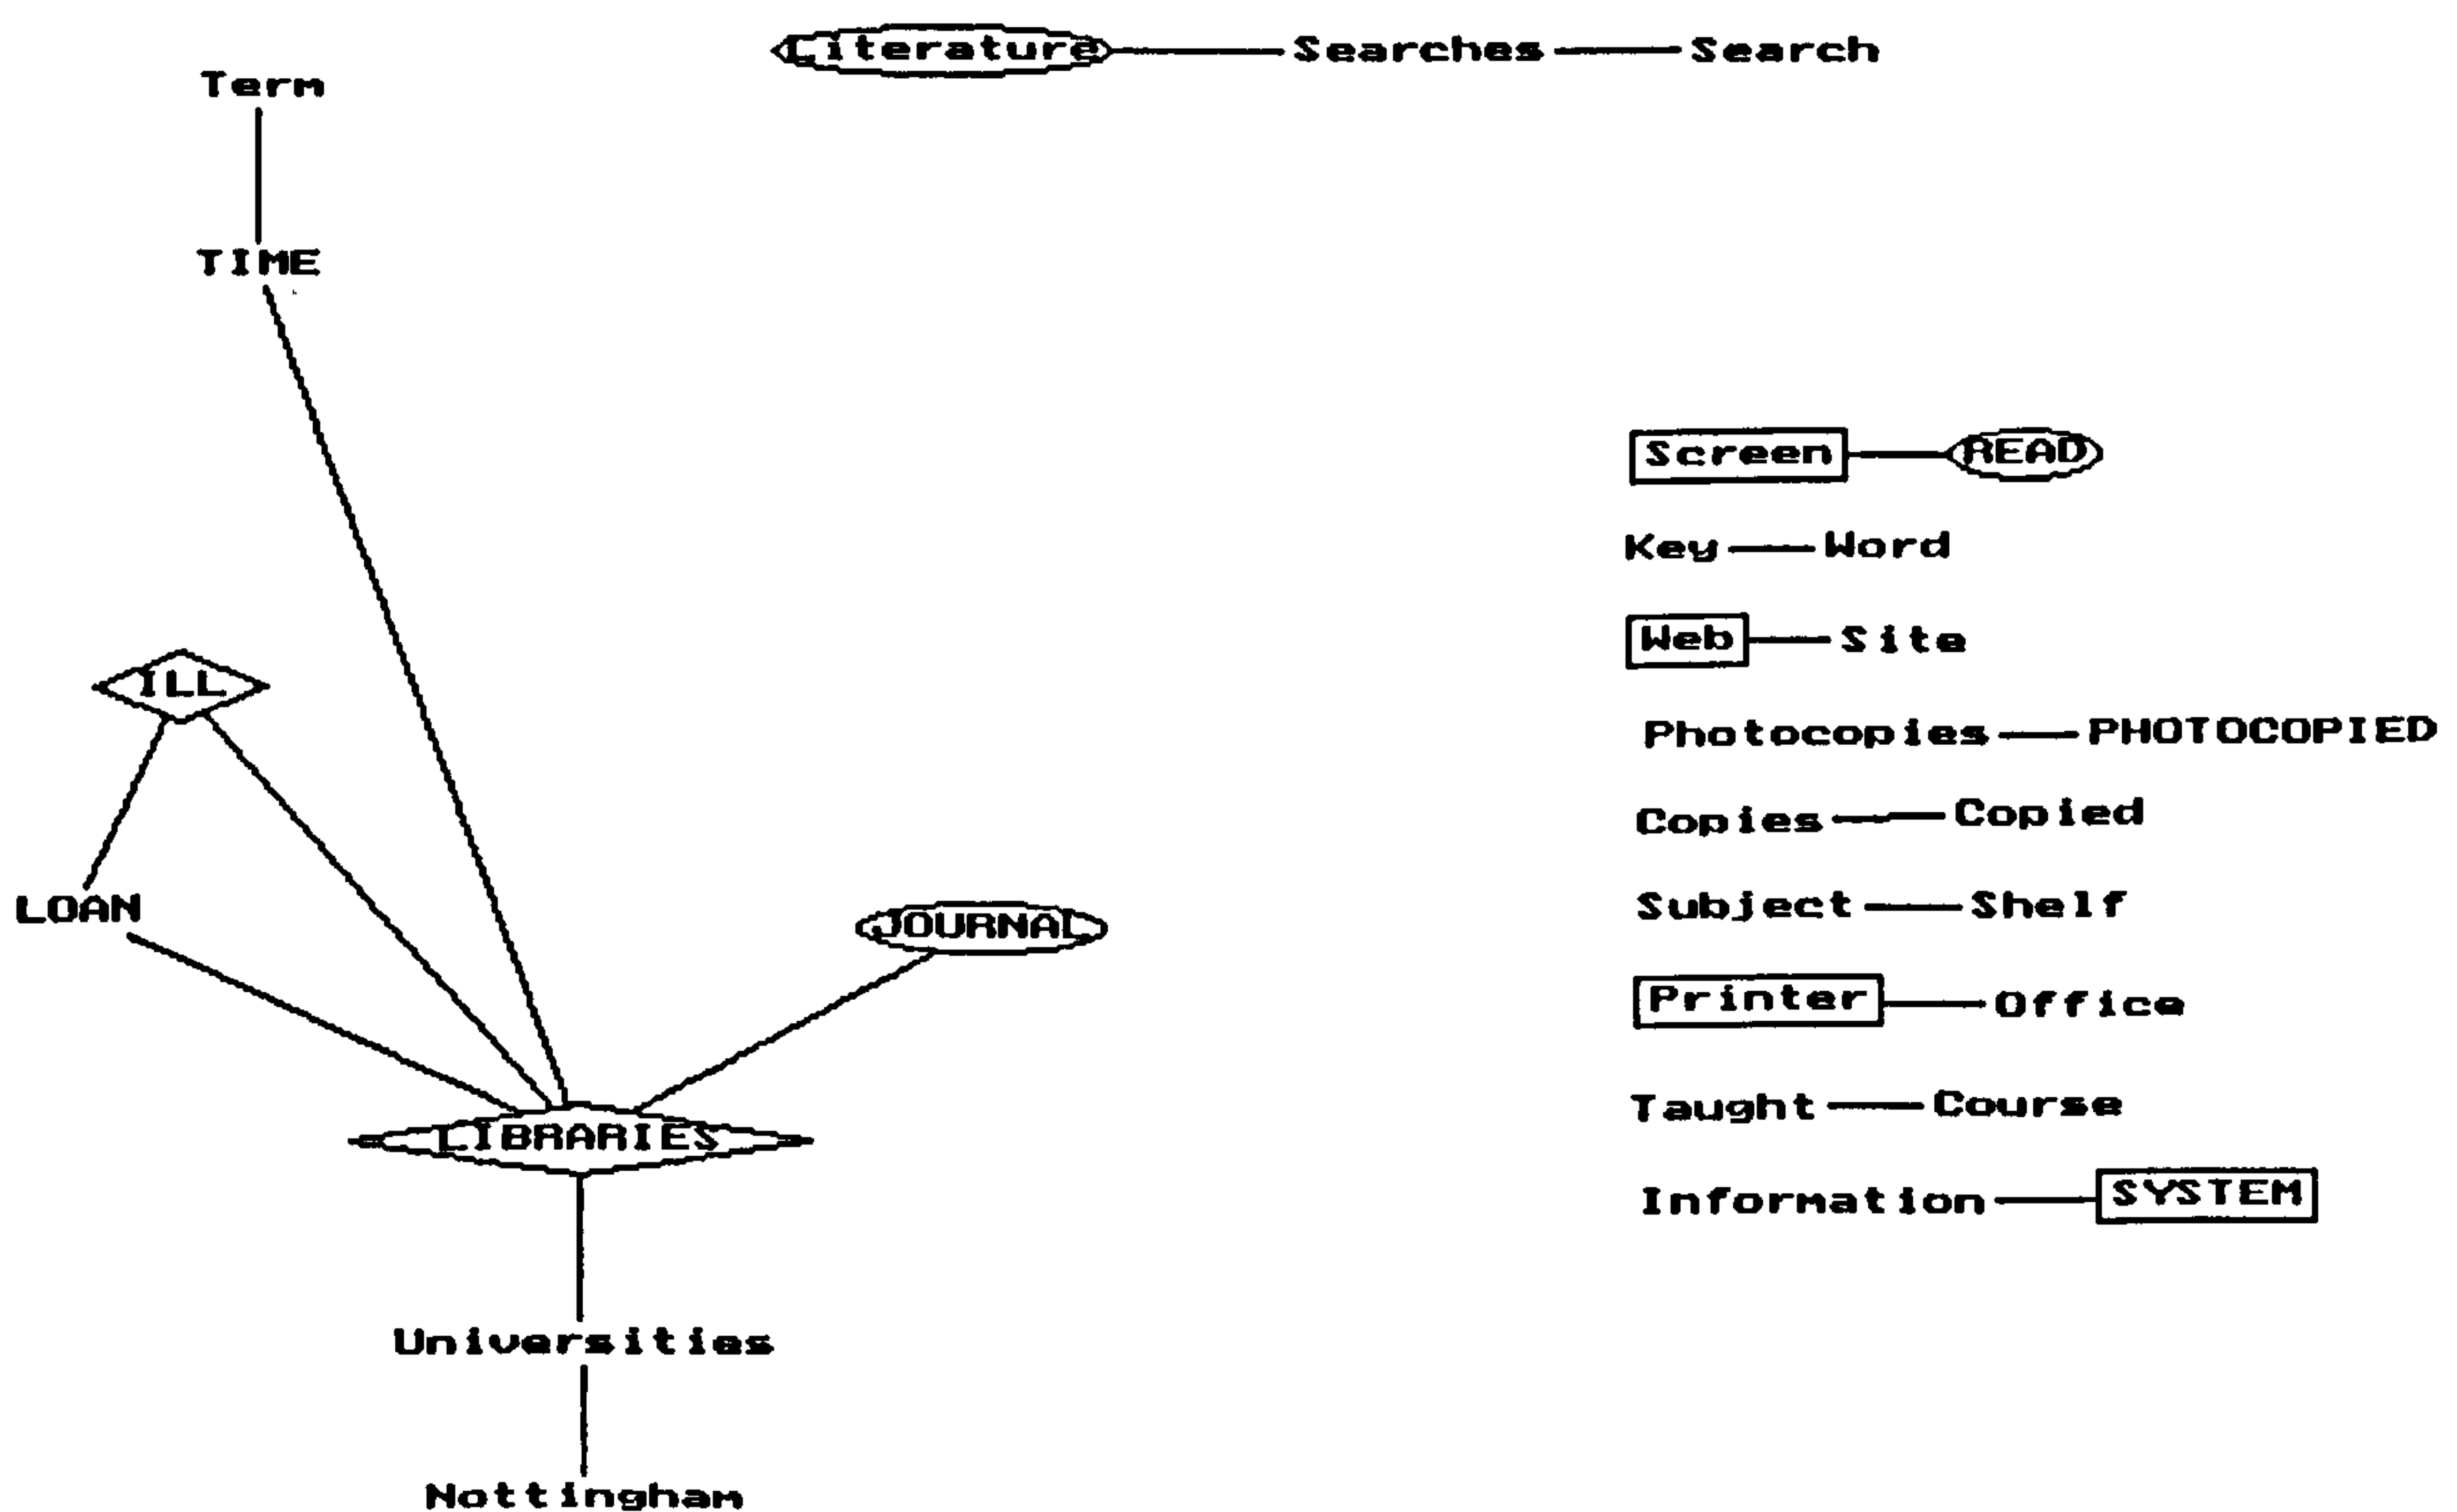 Literature Searches Search
Term
TIME
Screen READ
Key Word
Web Site
ILL
Photocopies PHOTOCOPIED
Copies Copied
LOAN
JOURNAL
Subject Shelf
Printer Office
Taught Course
LIBRARIES
Information SYSTEM
Universities
Nottingham